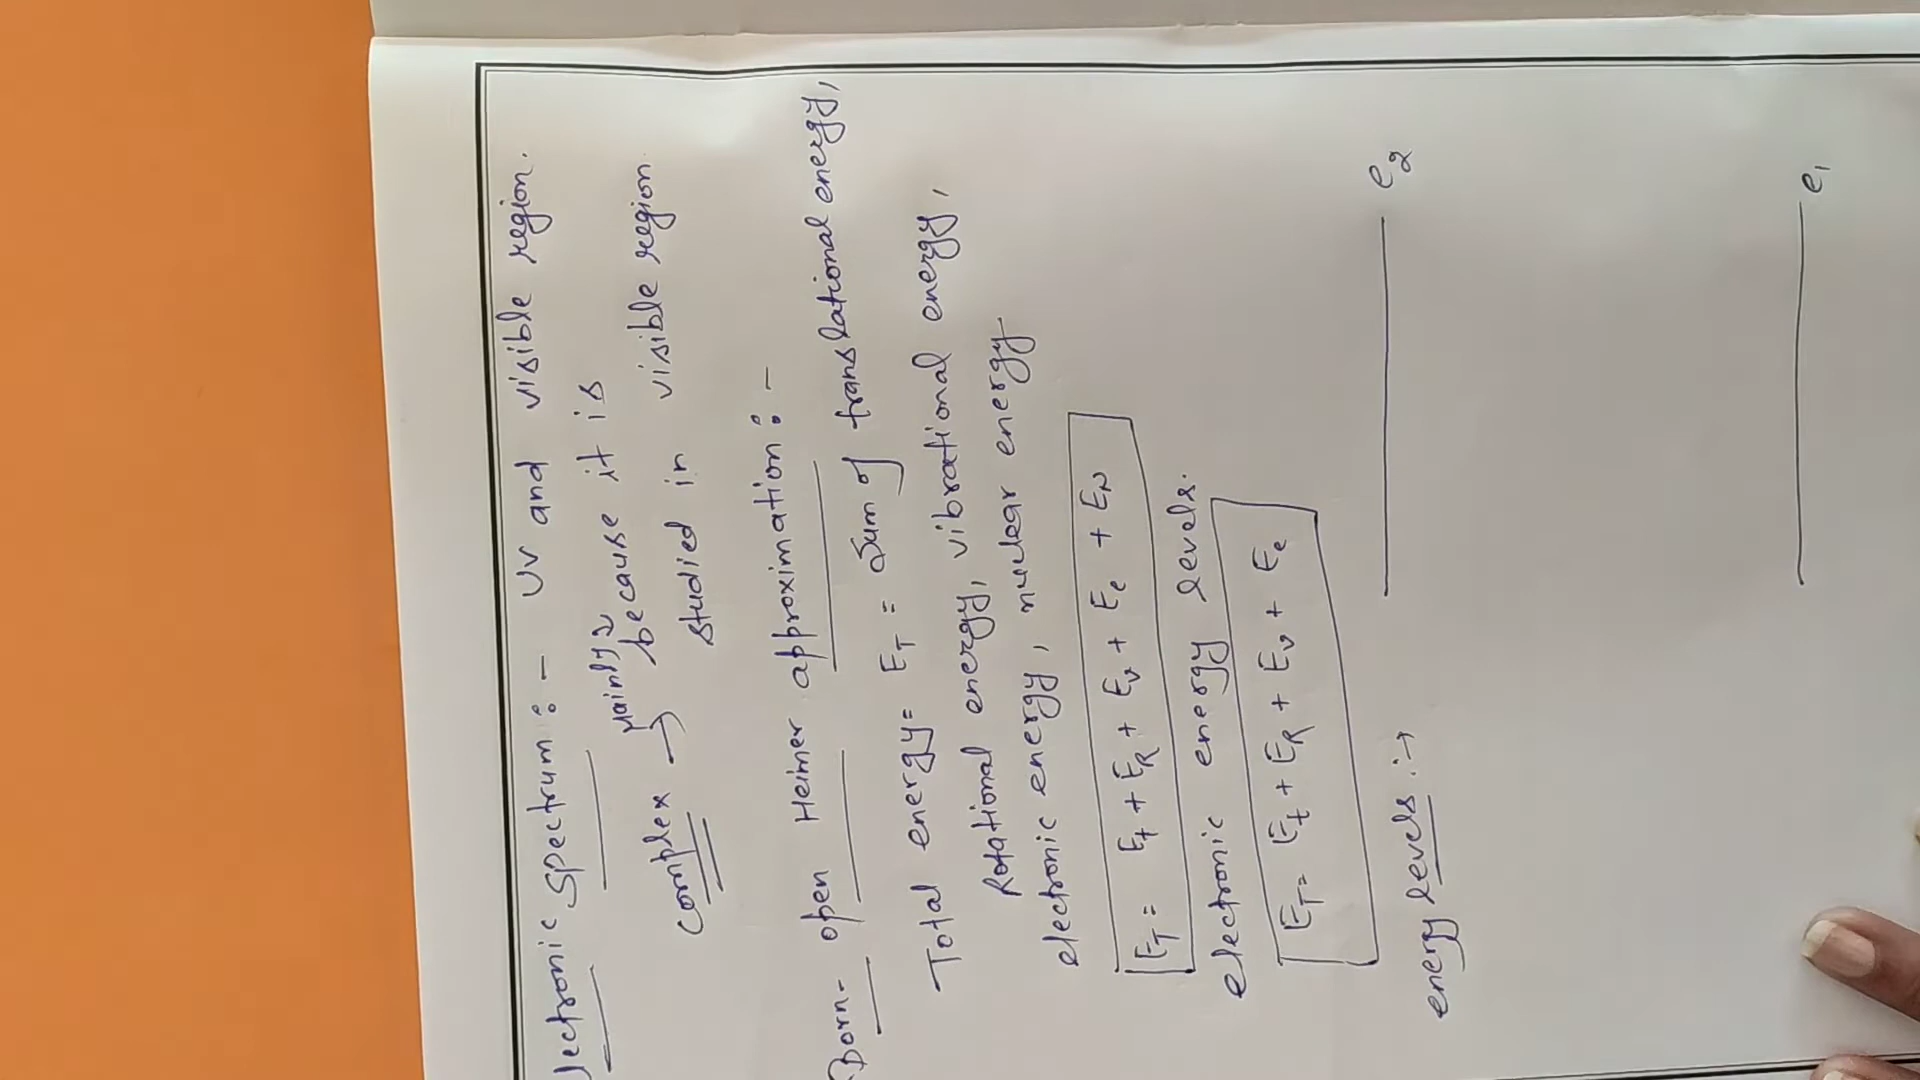 lectronic spectrum :- UV and visible region.
complex → Mainly 2 because it is
studied in visible region
Born- open Heimer approximation :-
Total energy = ET = Sum of translational energy,
Rotational energy, vibrational energy,
electronic energy, nuclear energy
ET = Et + ER + Ev + Ee + EN
electronic energy levels.
ET = Et + ER + Ev + Ee
energy levels :→
e2
e1